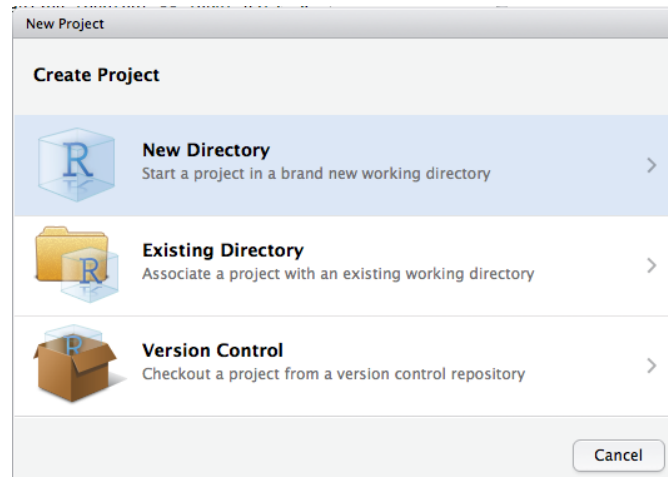 New Project
Create Project
New Directory
Start a project in a brand new working directory
Existing Directory
Associate a project with an existing working directory
Version Control
Checkout a project from a version control repository
Cancel